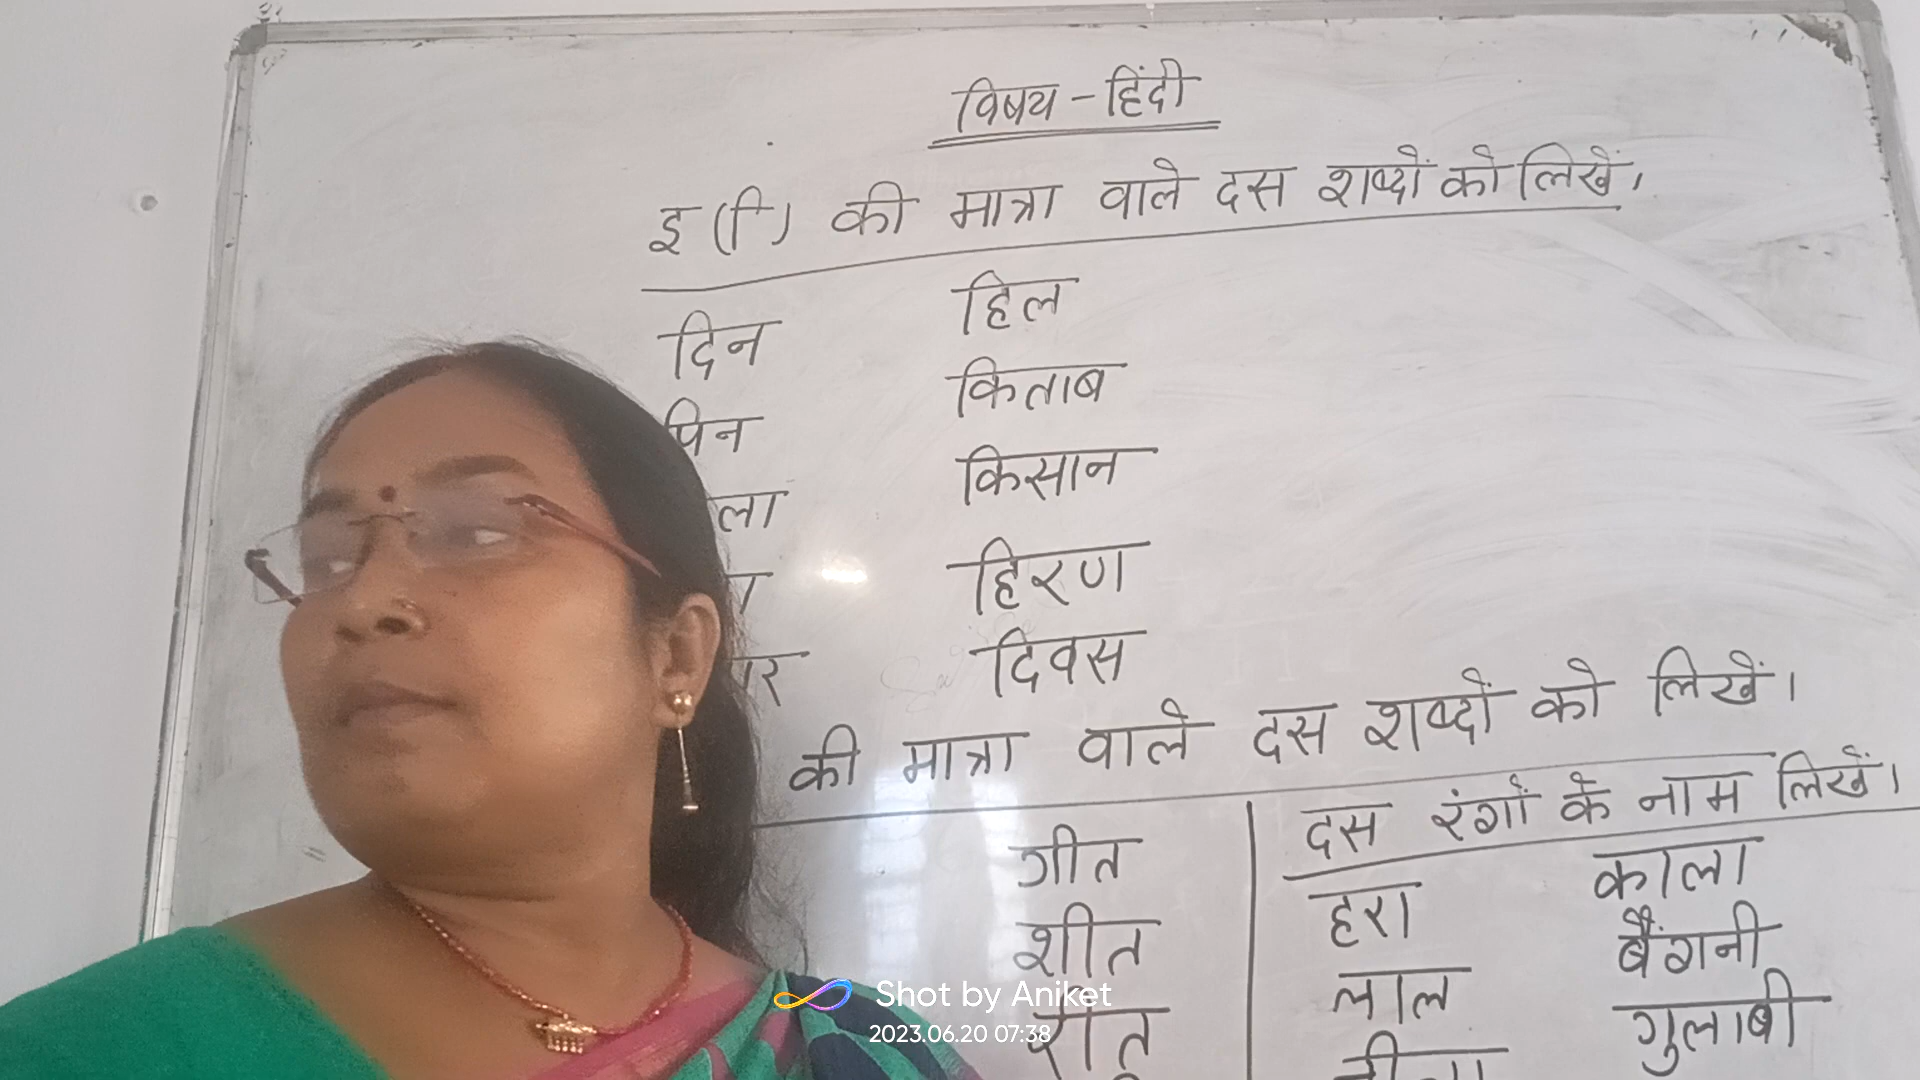 विषय - हिंदी
इ (ि) की मात्रा वाले दस शब्दों को लिखें।
दिन हिल
पिन किताब
किसान
हिरण
दिवस
की मात्रा वाले दस शब्दों को लिखें।
गीत
शीत
रीत
दस रंगों के नाम लिखें।
हरा काला
लाल बैंगनी
गुलाबी
Shot by Aniket
2023.06.20 07:38